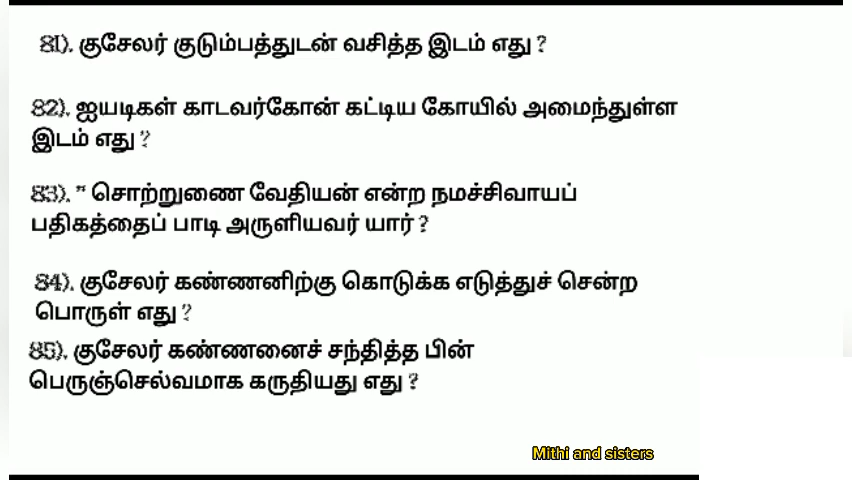 81). குசேலர் குடும்பத்துடன் வசித்த இடம் எது ?
82). ஐயடிகள் காடவர்கோன் கட்டிய கோயில் அமைந்துள்ள
இடம் எது ?
83). " சொற்றுணை வேதியன் என்ற நமச்சிவாயப்
பதிகத்தைப் பாடி அருளியவர் யார் ?
84). குசேலர் கண்ணனிற்கு கொடுக்க எடுத்துச் சென்ற
பொருள் எது ?
85). குசேலர் கண்ணனைச் சந்தித்த பின்
பெருஞ்செல்வமாக கருதியது எது ?
Mithi and sisters